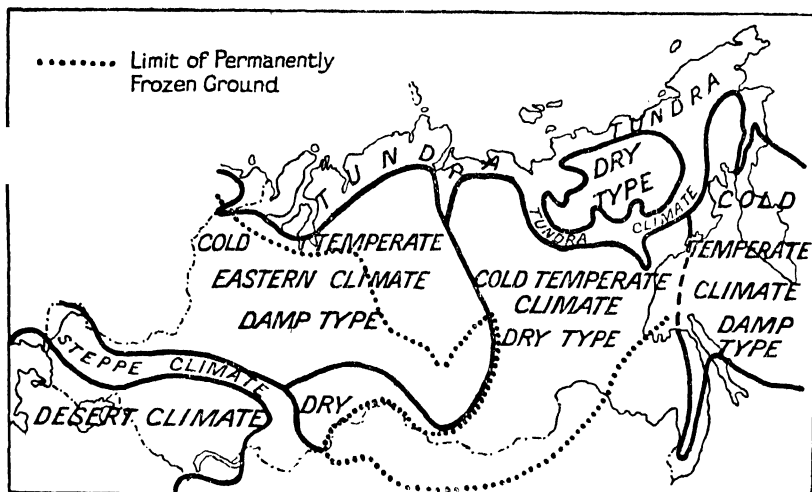 Limit of Permanently
Frozen Ground
TUNDRA
TUNDRA
DRY
TYPE
TUNDRA CLIMATE
COLD TEMPERATE
EASTERN CLIMATE
DAMP TYPE
COLD TEMPERATE
CLIMATE
DRY TYPE
COLD
TEMPERATE
CLIMATE
DAMP
TYPE
STEPPE CLIMATE
DESERT CLIMATE
DRY